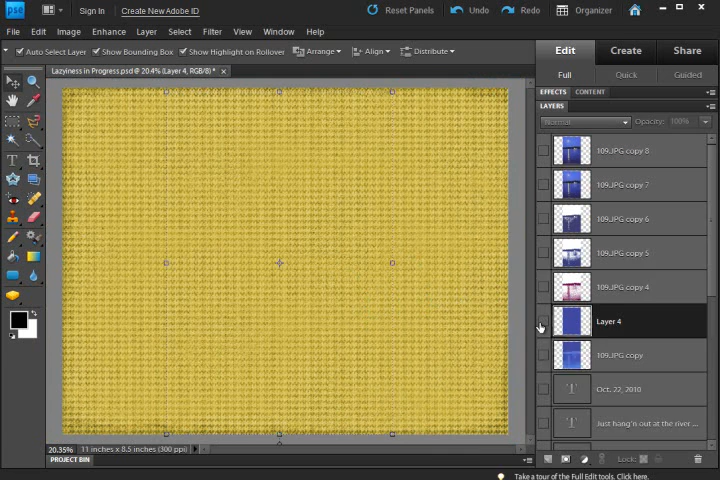 pse Sign In Create New Adobe ID Reset Panels Undo Redo Organizer
File Edit Image Enhance Layer Select Filter View Window Help
Auto Select Layer Show Bounding Box Show Highlight on Rollover Arrange Align Distribute
Edit Create Share
Full Quick Guided
Lazyiness in Progress.psd @ 20.4% (Layer 4, RGB/8) *
EFFECTS CONTENT
LAYERS
Normal Opacity: 100%
109.JPG copy 8
109.JPG copy 7
109.JPG copy 6
109.JPG copy 5
109.JPG copy 4
Layer 4
109.JPG copy
T Oct. 22, 2010
T Just hang'n out at the river ...
20.35% 11 inches x 8.5 inches (300 ppi)
Lock:
PROJECT BIN
Take a tour of the Full Edit tools. Click here.